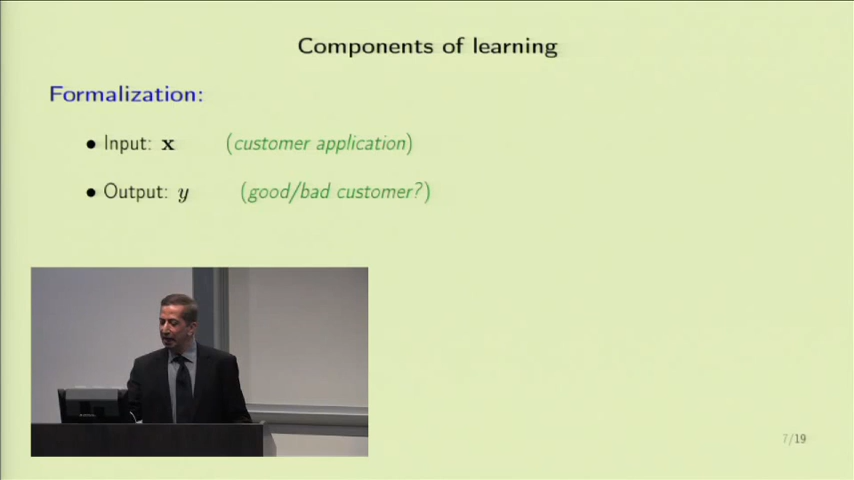 Components of learning
Formalization:
• Input: x (customer application)
• Output: y (good/bad customer?)
7/19